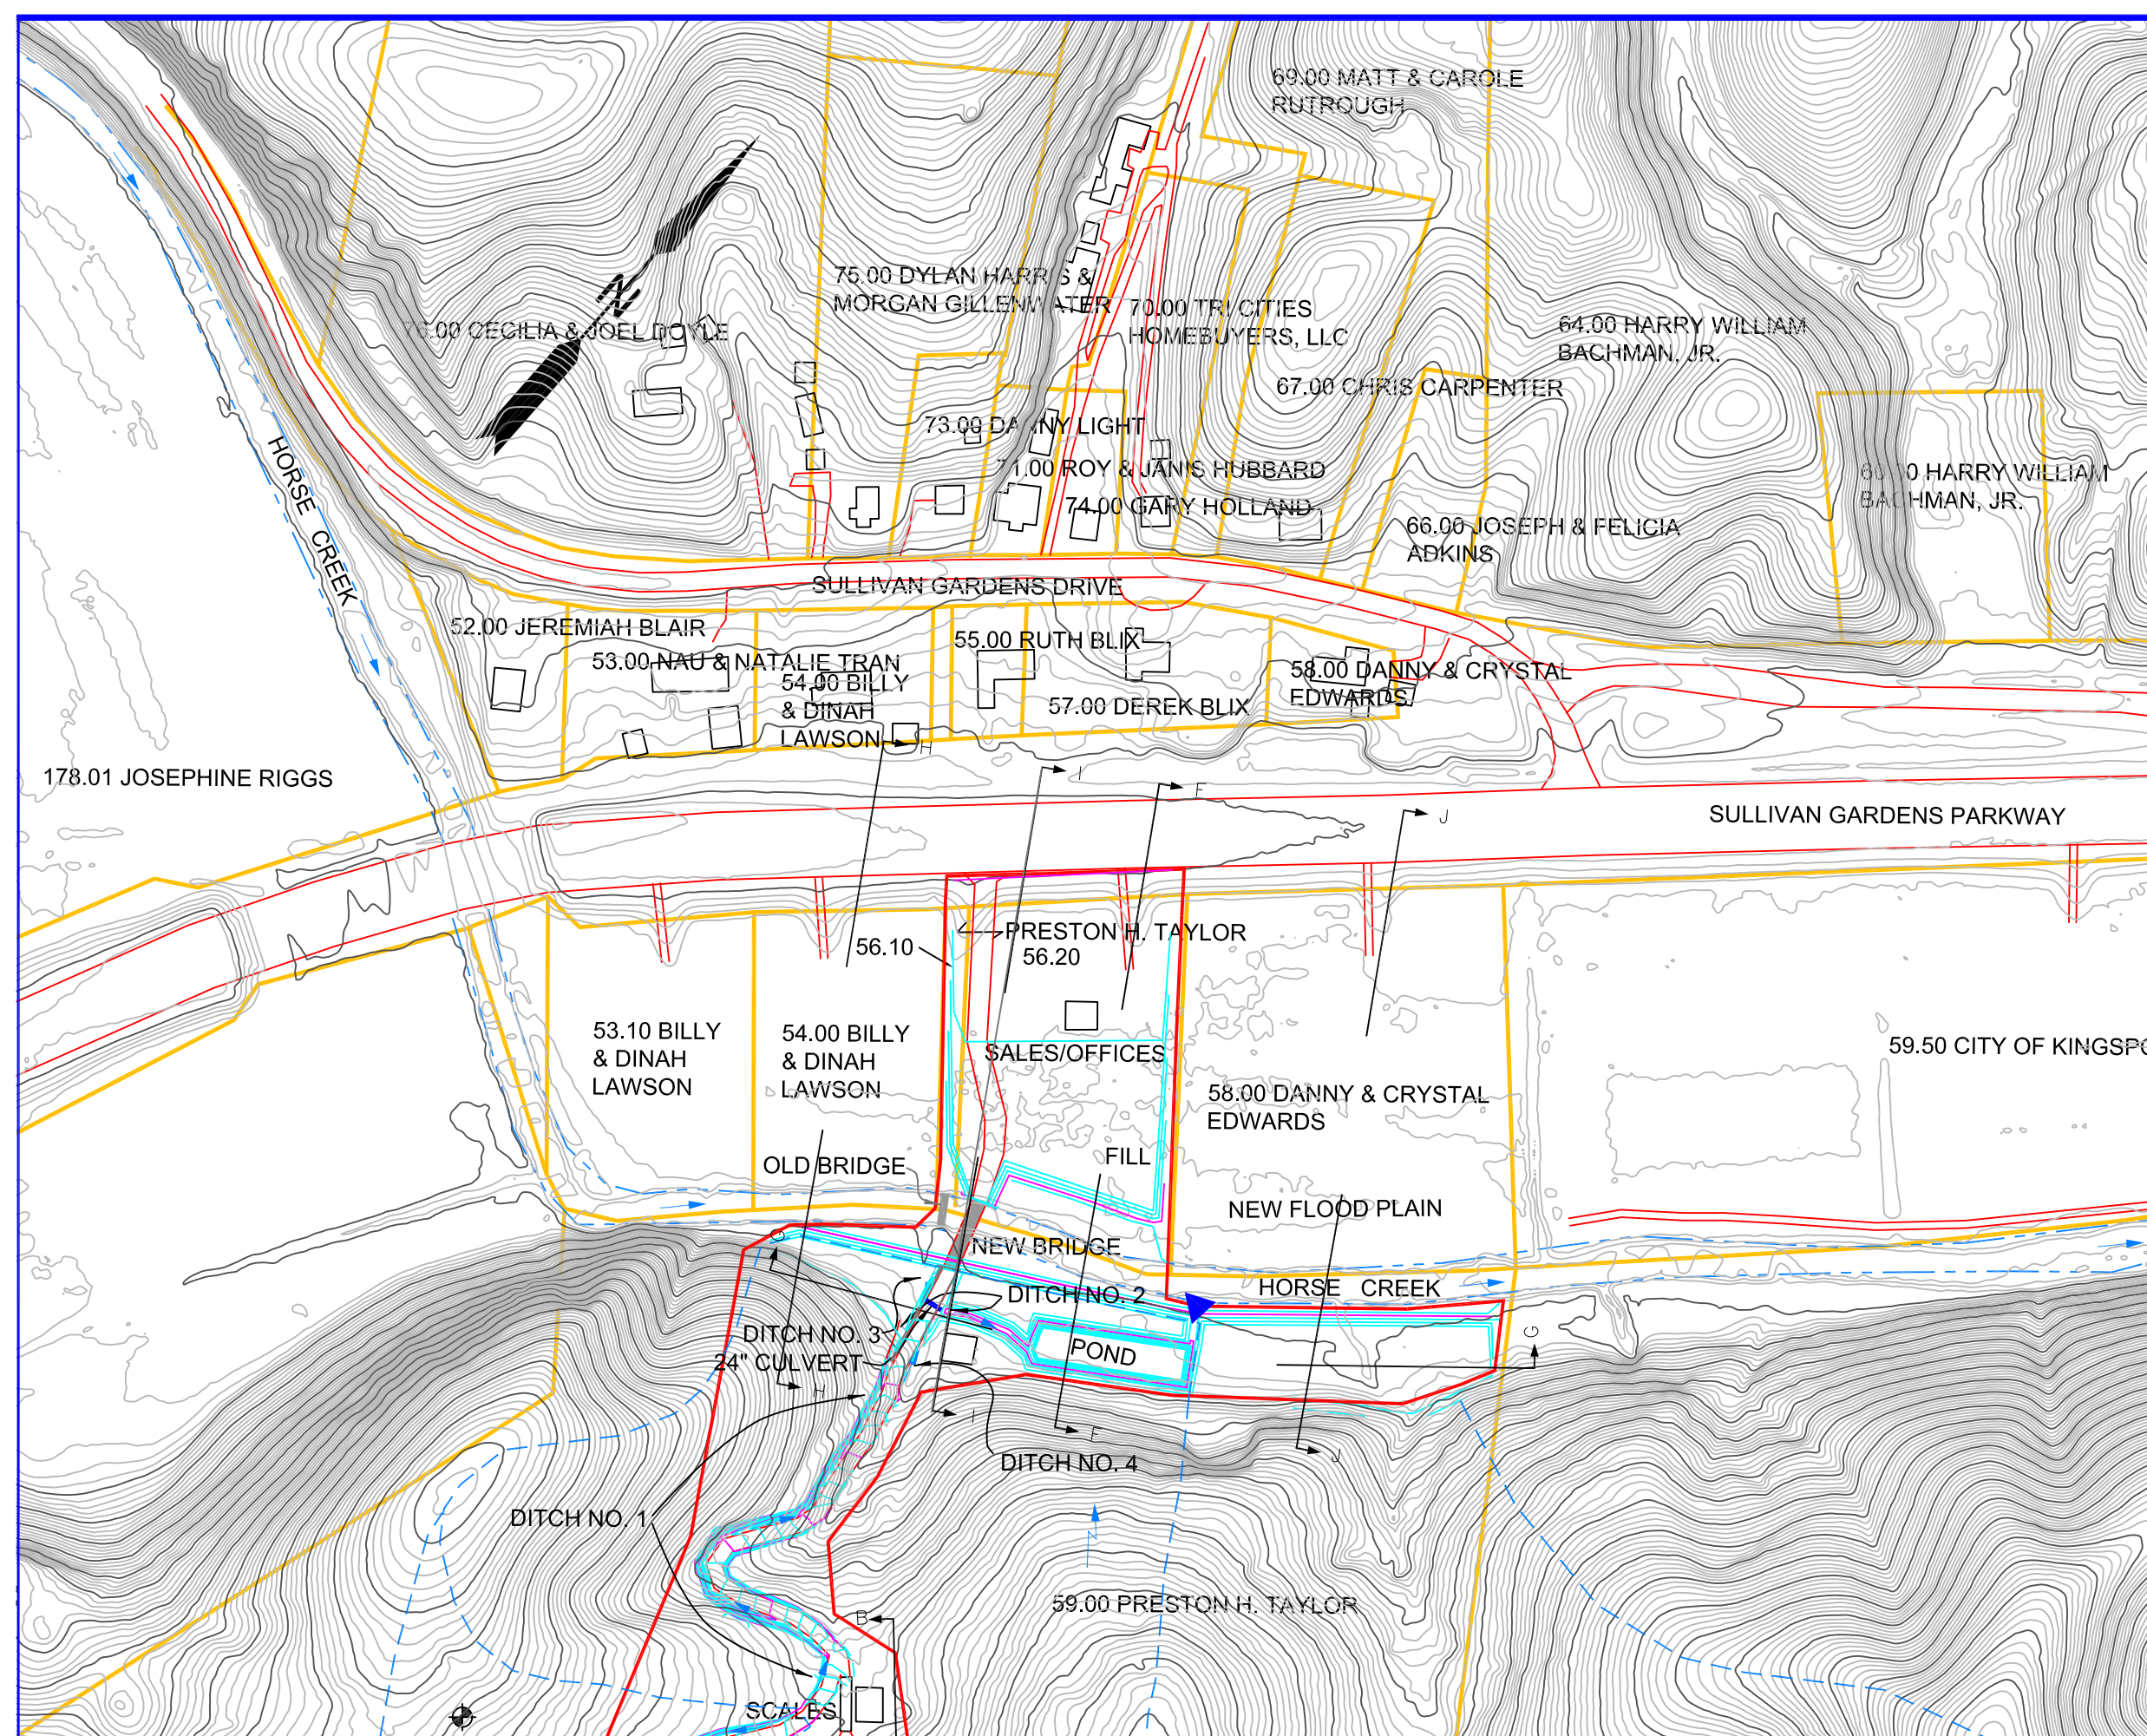 69.00 MATT & CAROLE
RUTROUGH
75.00 DYLAN HARRIS &
MORGAN GILLENWATER
70.00 TRI CITIES
HOMEBUYERS, LLC
76.00 CECILIA & JOEL DOYLE
N
64.00 HARRY WILLIAM
BACHMAN, JR.
67.00 CHRIS CARPENTER
73.00 DANNY LIGHT
71.00 ROY & JANIS HUBBARD
74.00 GARY HOLLAND
HARRY WILLIAM
BACHMAN, JR.
66.00 JOSEPH & FELICIA
ADKINS
HORSE CREEK
SULLIVAN GARDENS DRIVE
52.00 JEREMIAH BLAIR
53.00 NAU & NATALIE TRAN
54.00 BILLY
& DINAH
LAWSON
55.00 RUTH BLIX
57.00 DEREK BLIX
58.00 DANNY & CRYSTAL
EDWARDS
H
I
F
J
178.01 JOSEPHINE RIGGS
SULLIVAN GARDENS PARKWAY
PRESTON H. TAYLOR
56.10
56.20
53.10 BILLY
& DINAH
LAWSON
54.00 BILLY
& DINAH
LAWSON
SALES/OFFICES
58.00 DANNY & CRYSTAL
EDWARDS
59.50 CITY OF KINGSPO
OLD BRIDGE
FILL
NEW FLOOD PLAIN
G
NEW BRIDGE
HORSE CREEK
DITCH NO. 2
DITCH NO. 3
24" CULVERT
POND
G
H
I
F
J
DITCH NO. 4
DITCH NO. 1
Z
59.00 PRESTON H. TAYLOR
B
SCALES